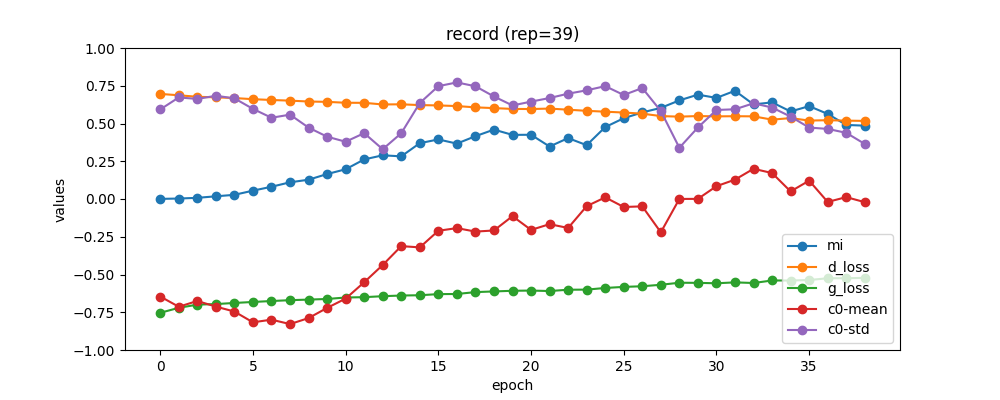 record (rep=39)
1.00
0.75
0.50
0.25
0.00
−0.25
−0.50
−0.75
−1.00
values
mi
d_loss
g_loss
c0-mean
c0-std
0 5 10 15 20 25 30 35
epoch